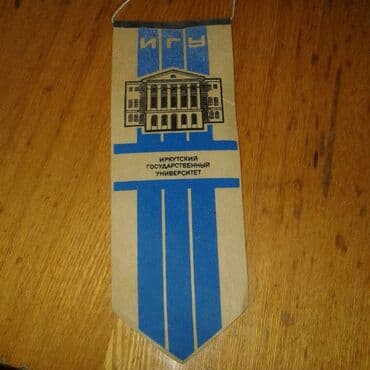 ИГУ
ИРКУТСКИЙ
ГОСУДАРСТВЕННЫЙ
УНИВЕРСИТЕТ